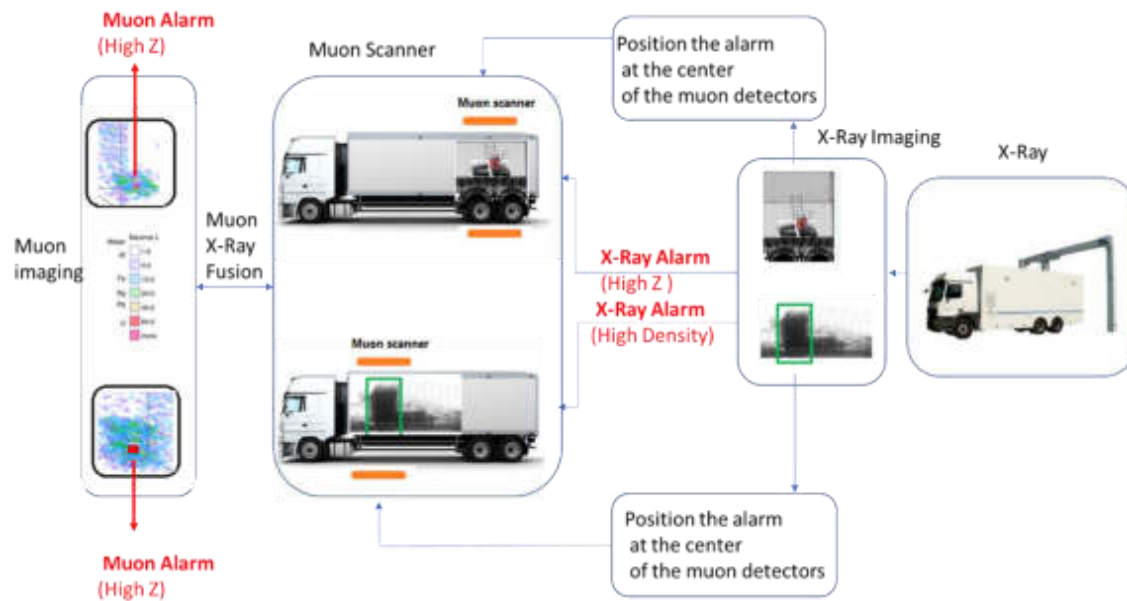 Muon Alarm
(High Z)
Muon Scanner
Position the alarm
at the center
of the muon detectors
Muon scanner
X-Ray Imaging
X-Ray
Muon
imaging
Muon
X-Ray
Fusion
X-Ray Alarm
(High Z )
X-Ray Alarm
(High Density)
Muon scanner
Position the alarm
at the center
of the muon detectors
Muon Alarm
(High Z)